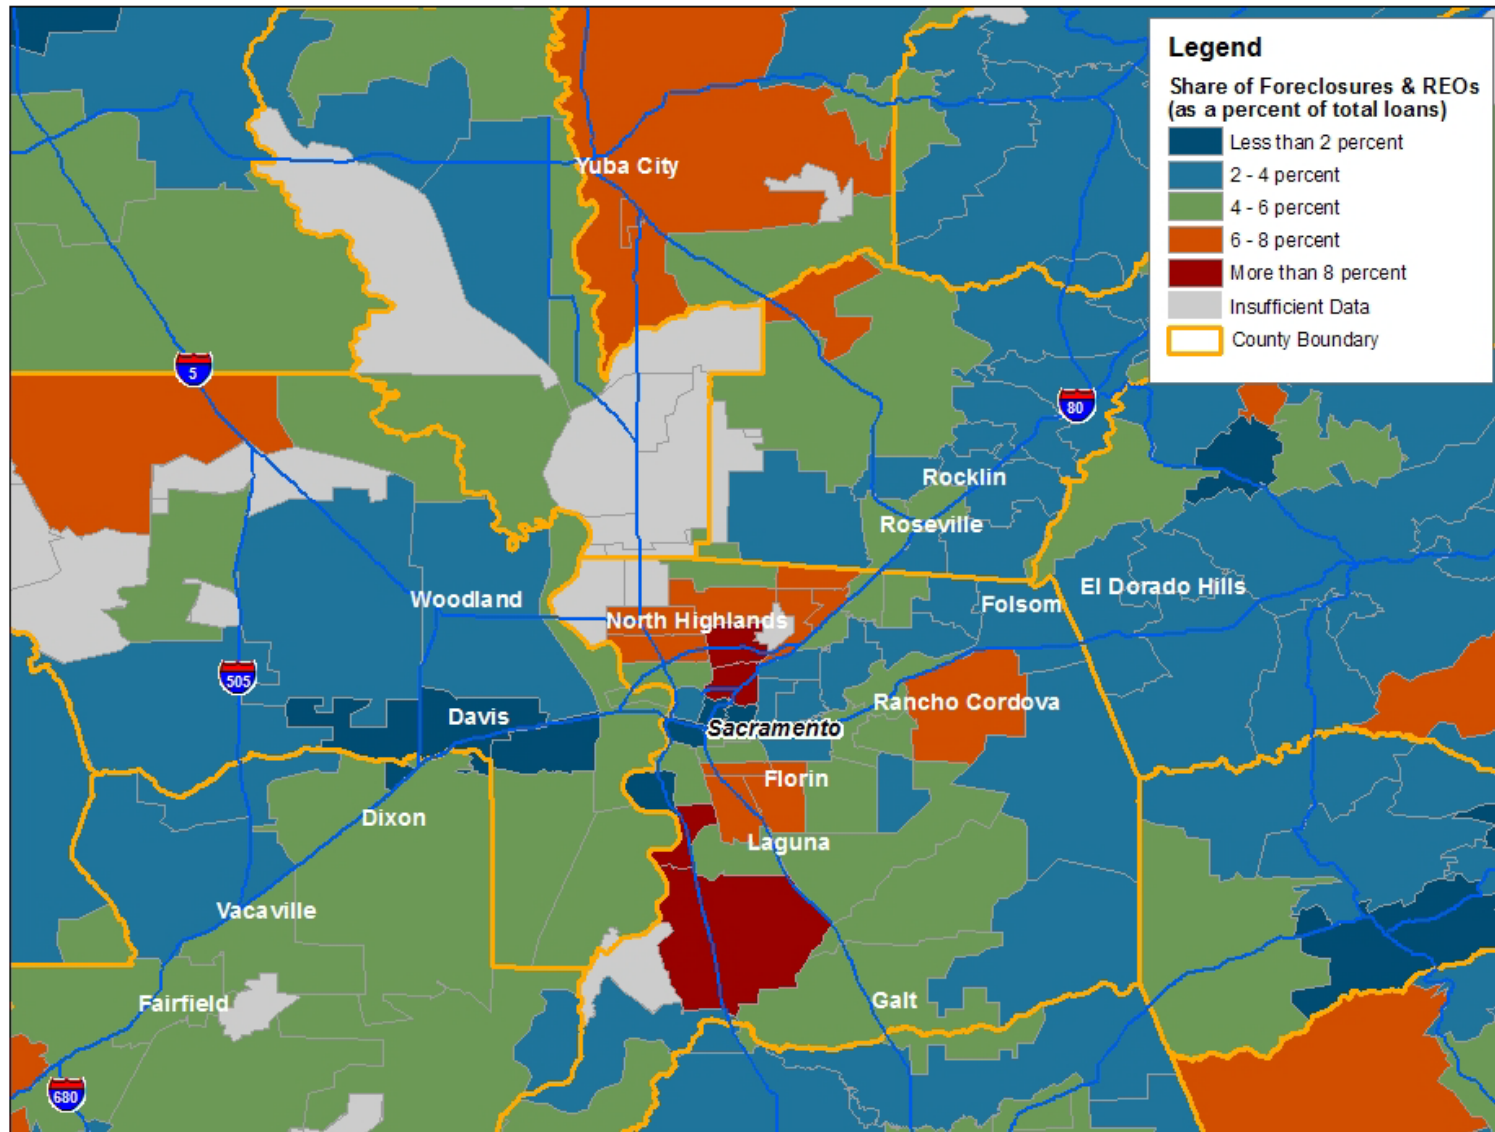 Legend
Share of Foreclosures & REOs
(as a percent of total loans)
Less than 2 percent
2 - 4 percent
4 - 6 percent
6 - 8 percent
More than 8 percent
Insufficient Data
County Boundary
Yuba City
5
80
Rocklin
Roseville
El Dorado Hills
Woodland
Folsom
North Highlands
505
Rancho Cordova
Davis
Sacramento
Florin
Dixon
Laguna
Vacaville
Fairfield
Galt
680